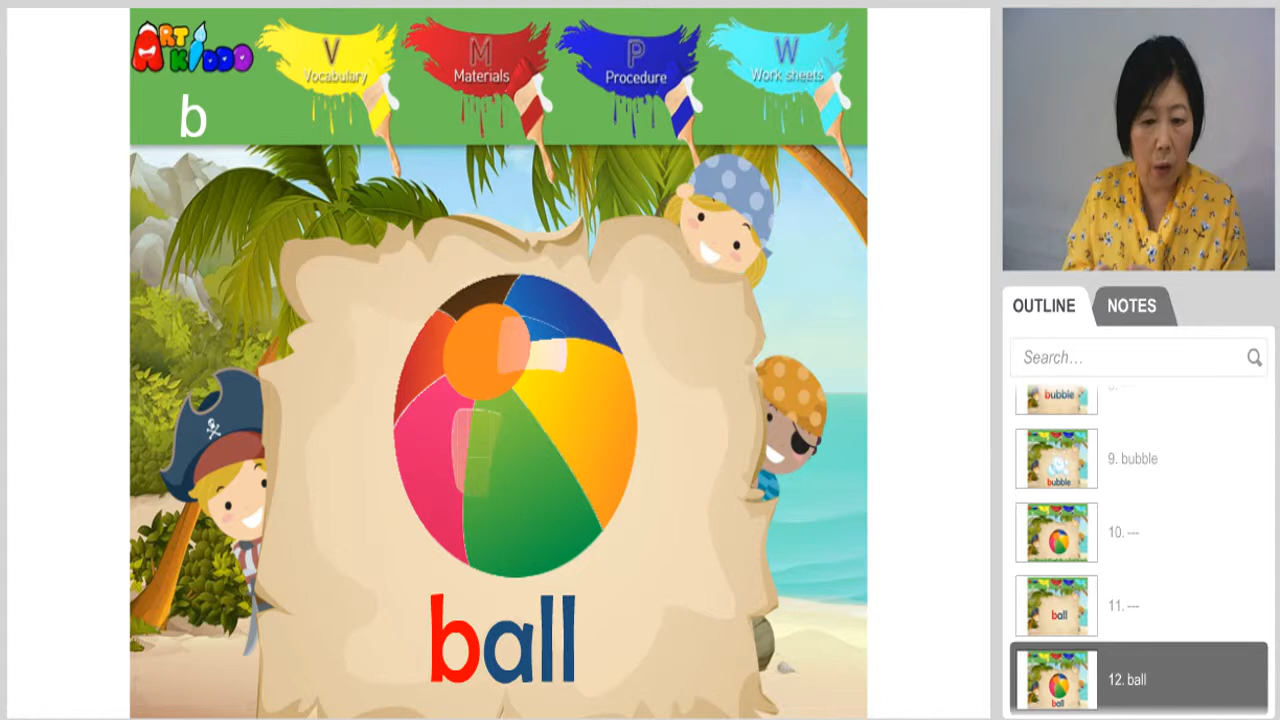 ART KIDDO
V
Vocabulary
M
Materials
P
Procedure
W
Work sheets
b
ball
OUTLINE
NOTES
Search...
bubble
9. bubble
bubble
10. ---
11. ---
ball
12. ball
ball